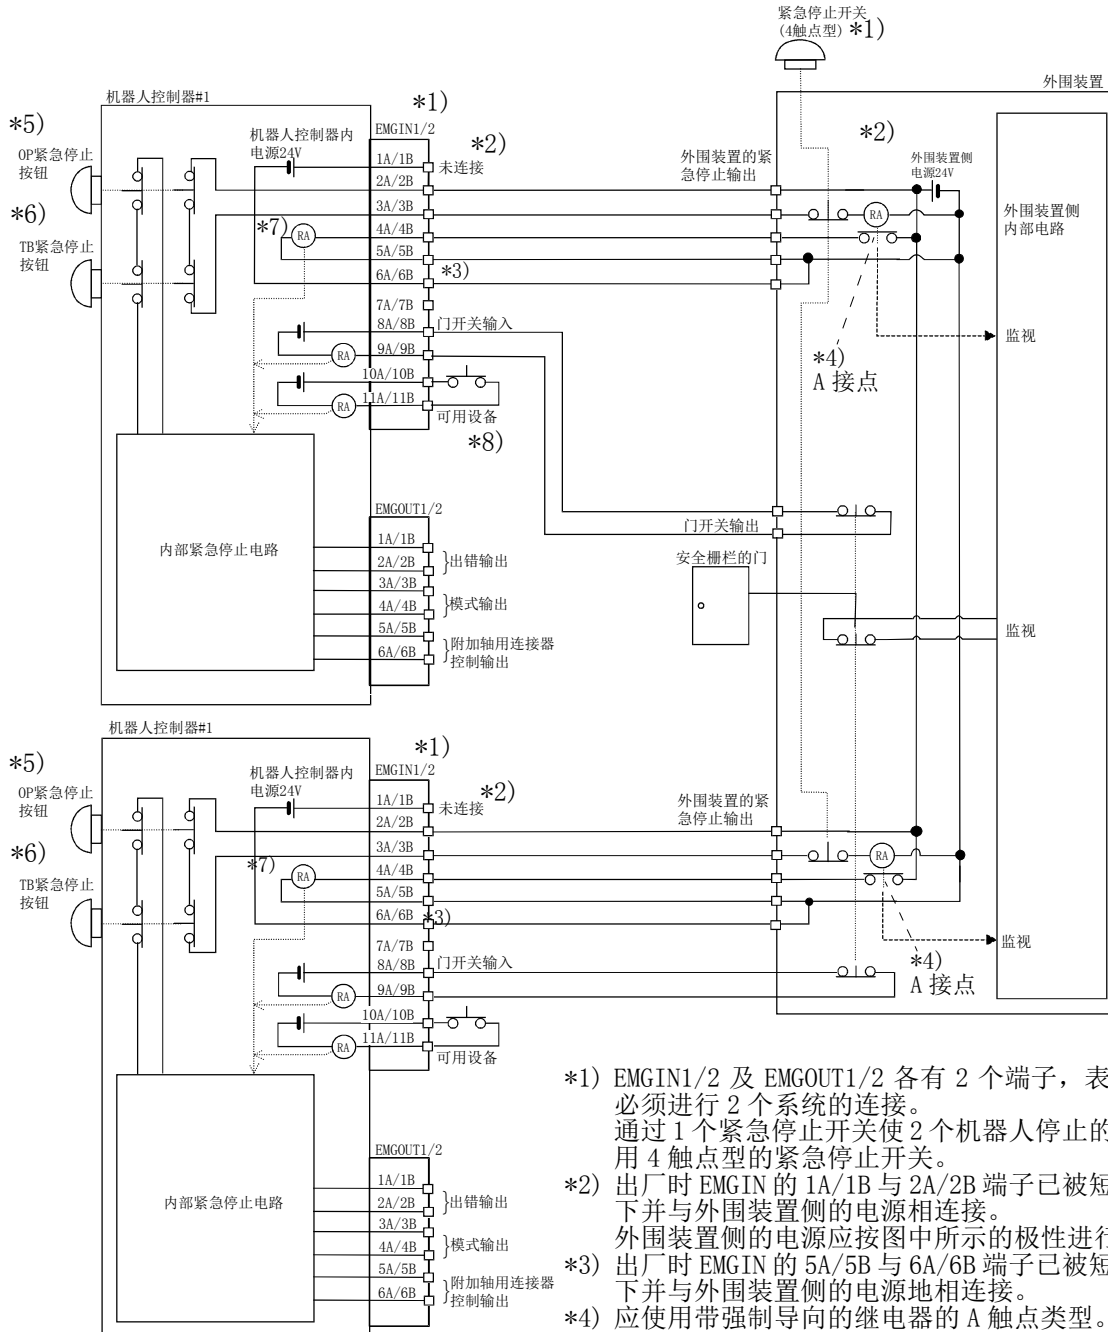 紧急停止开关
(4触点型) *1)
外围装置
机器人控制器#1
*1)
*5)
OP紧急停止
按钮
机器人控制器内
电源24V
EMGIN1/2
*2)
1A/1B
未连接
2A/2B
外围装置的紧
急停止输出
*2)
外围装置侧
电源24V
*6)
3A/3B
RA
外围装置侧
内部电路
*7)
RA
4A/4B
TB紧急停止
按钮
5A/5B
6A/6B
*3)
7A/7B
8A/8B
门开关输入
监视
RA
9A/9B
*4)
A 接点
10A/10B
RA
11A/11B
可用设备
*8)
EMGOUT1/2
门开关输出
1A/1B
内部紧急停止电路
2A/2B
}出错输出
安全栅栏的门
3A/3B
4A/4B
}模式输出
5A/5B
监视
6A/6B
}附加轴用连接器
控制输出
机器人控制器#1
*1)
*5)
OP紧急停止
按钮
机器人控制器内
电源24V
EMGIN1/2
*2)
1A/1B
未连接
2A/2B
外围装置的紧
急停止输出
*6)
3A/3B
RA
*7)
RA
4A/4B
TB紧急停止
按钮
5A/5B
6A/6B
*3)
7A/7B
监视
8A/8B
门开关输入
*4)
A 接点
RA
9A/9B
10A/10B
RA
11A/11B
可用设备
EMGOUT1/2
1A/1B
内部紧急停止电路
2A/2B
}出错输出
3A/3B
4A/4B
}模式输出
5A/5B
6A/6B
}附加轴用连接器
控制输出
*1) EMGIN1/2 及 EMGOUT1/2 各有 2 个端子，表
必须进行 2 个系统的连接。
通过 1 个紧急停止开关使 2 个机器人停止的
用 4 触点型的紧急停止开关。
*2) 出厂时 EMGIN 的 1A/1B 与 2A/2B 端子已被短
下并与外围装置侧的电源相连接。
外围装置侧的电源应按图中所示的极性进行
*3) 出厂时 EMGIN 的 5A/5B 与 6A/6B 端子已被短
下并与外围装置侧的电源地相连接。
*4) 应使用带强制导向的继电器的 A 触点类型。